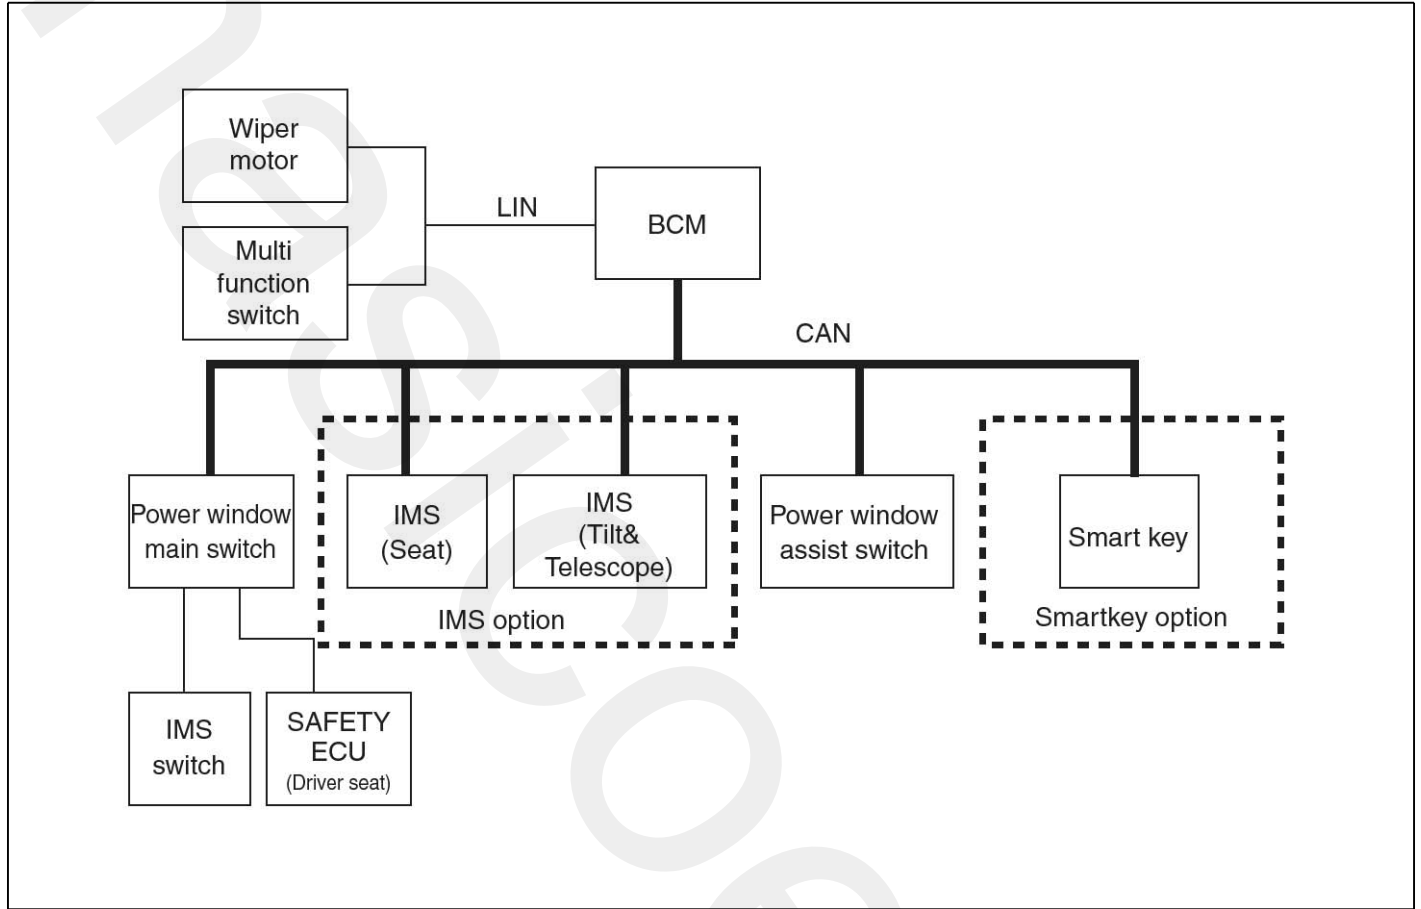 Wiper
motor
LIN
BCM
Multi
function
switch
CAN
Power window
main switch
IMS
(Seat)
IMS
(Tilt&
Telescope)
IMS option
Power window
assist switch
Smart key
Smartkey option
IMS
switch
SAFETY
ECU
(Driver seat)